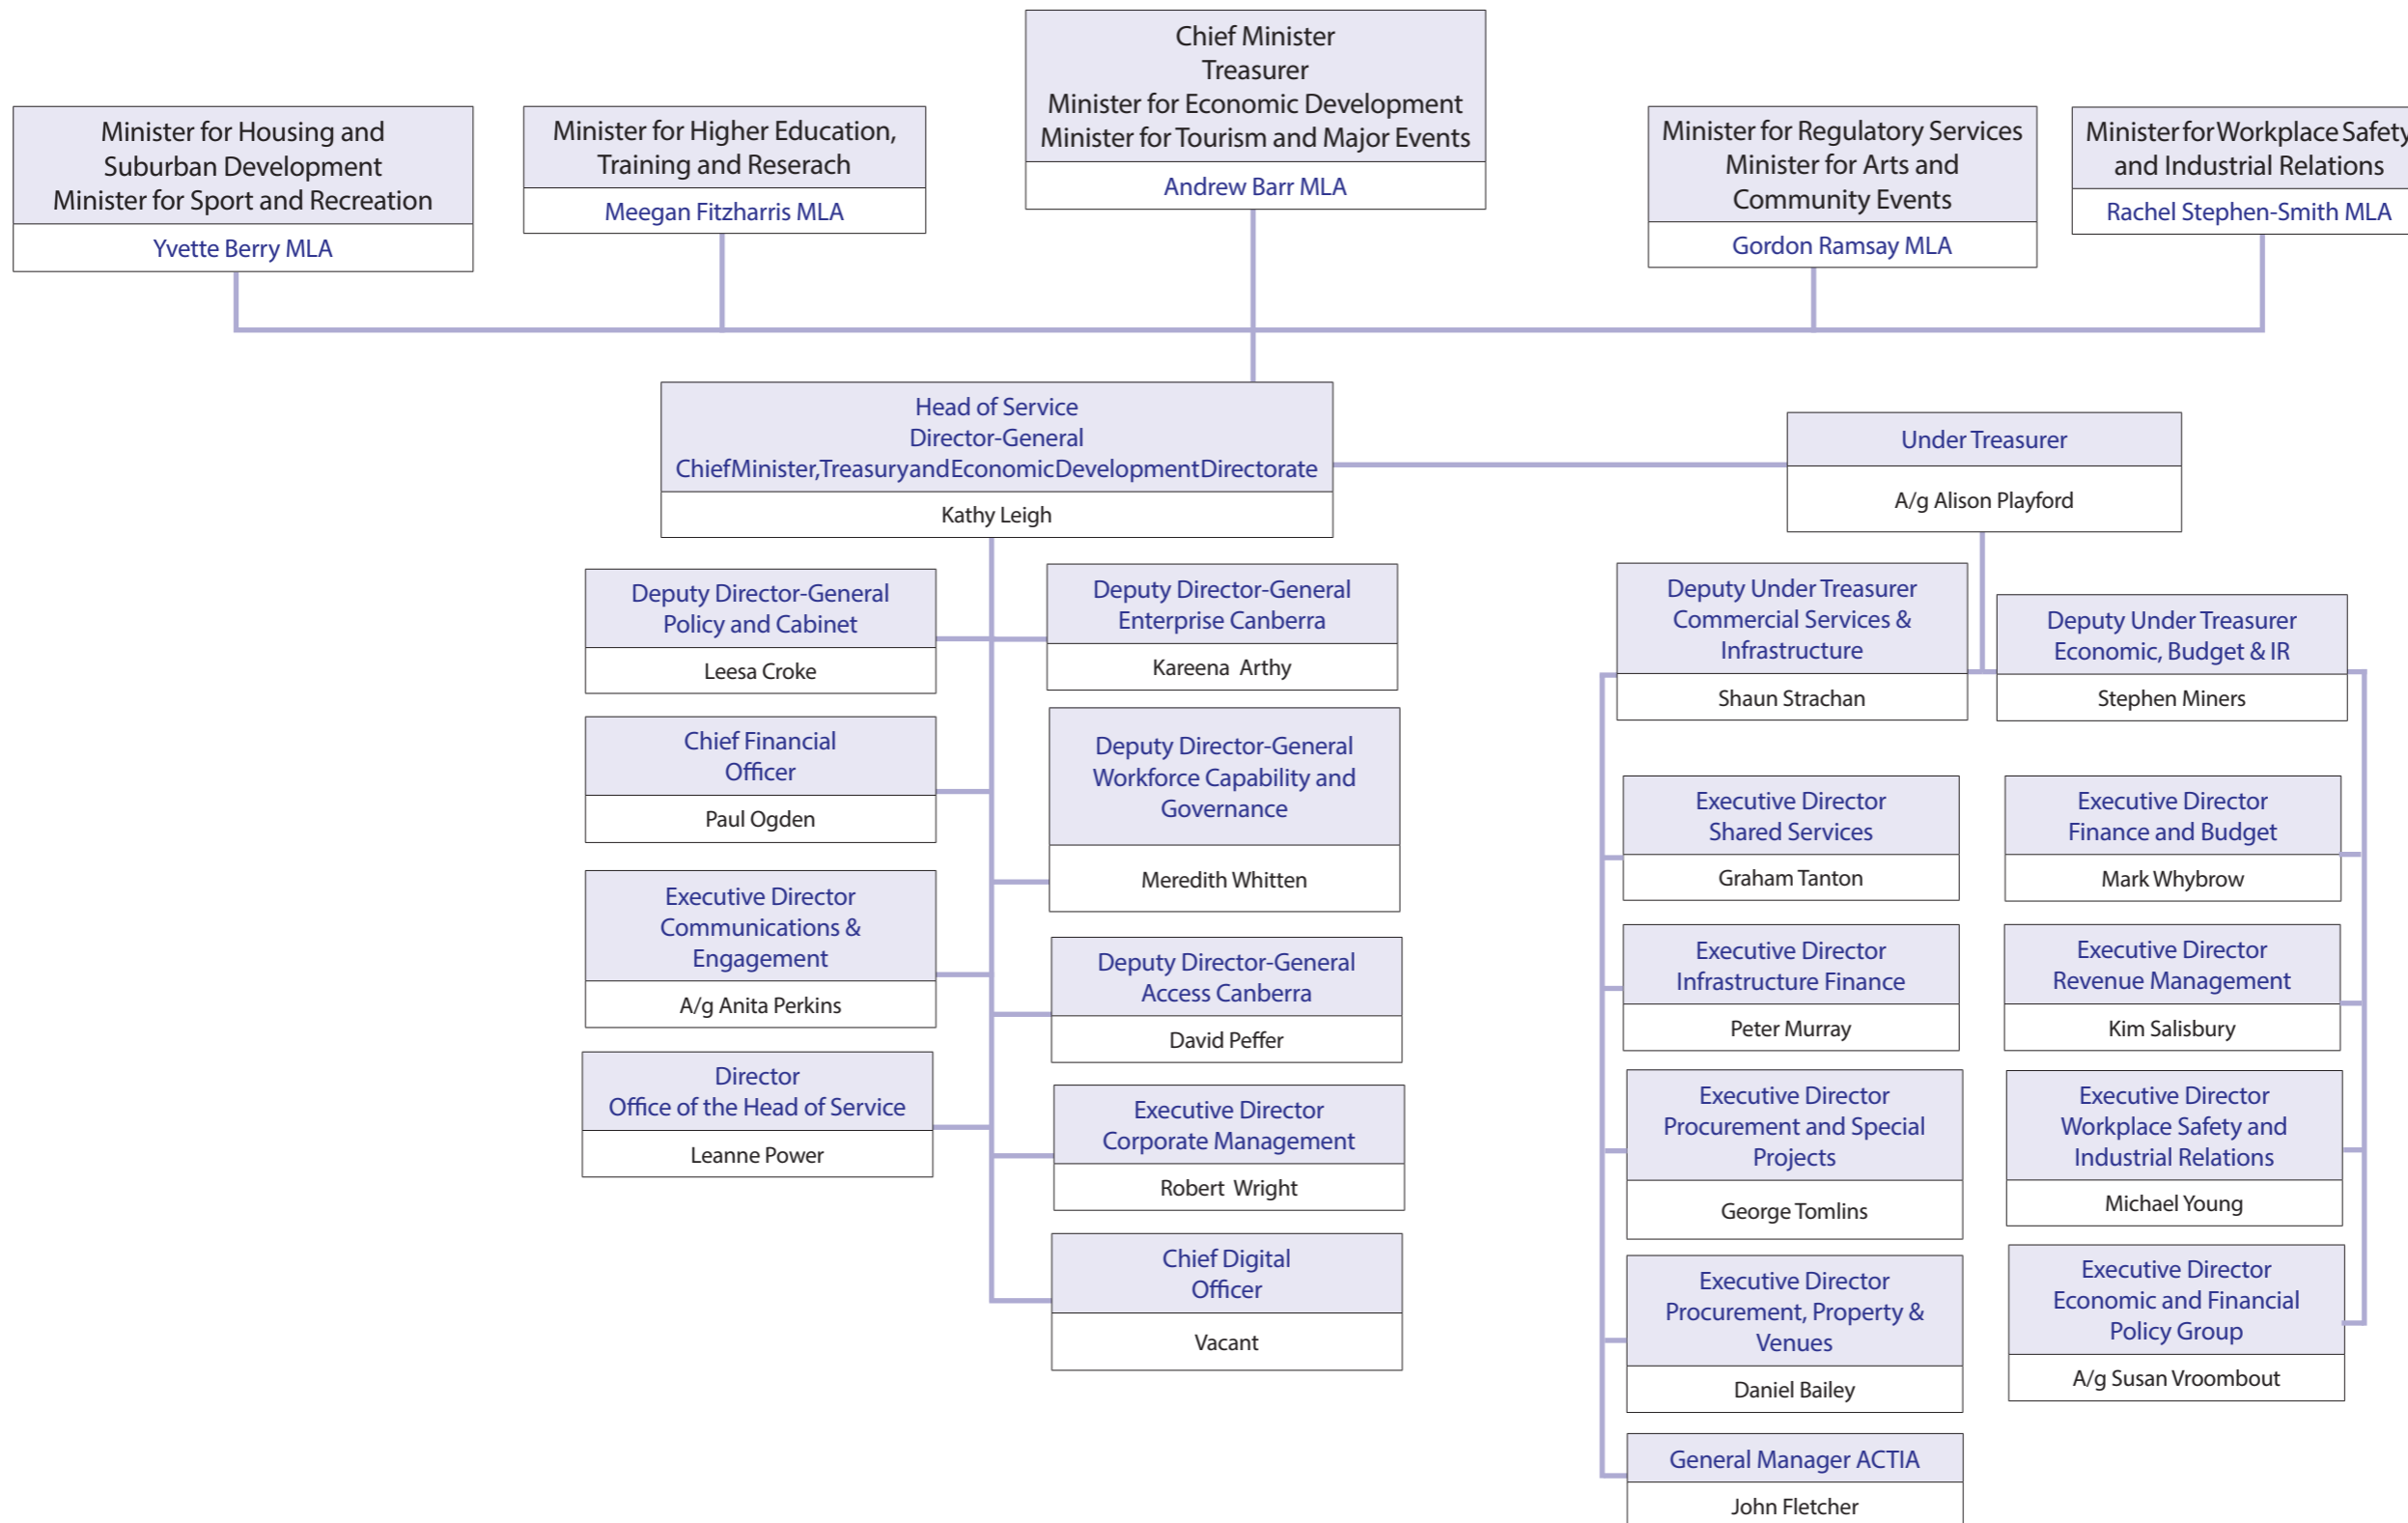 Chief Minister
Treasurer
Minister for Economic Development
Minister for Tourism and Major Events
Andrew Barr MLA
Minister for Housing and
Suburban Development
Minister for Sport and Recreation
Yvette Berry MLA
Minister for Higher Education,
Training and Reserach
Meegan Fitzharris MLA
Minister for Regulatory Services
Minister for Arts and
Community Events
Gordon Ramsay MLA
Minister for Workplace Safety
and Industrial Relations
Rachel Stephen-Smith MLA
Head of Service
Director-General
Chief Minister, Treasury and Economic Development Directorate
Kathy Leigh
Under Treasurer
A/g Alison Playford
Deputy Director-General
Policy and Cabinet
Leesa Croke
Deputy Director-General
Enterprise Canberra
Kareena Arthy
Chief Financial
Officer
Paul Ogden
Deputy Director-General
Workforce Capability and
Governance
Meredith Whitten
Executive Director
Communications &
Engagement
A/g Anita Perkins
Deputy Director-General
Access Canberra
David Peffer
Director
Office of the Head of Service
Leanne Power
Executive Director
Corporate Management
Robert Wright
Chief Digital
Officer
Vacant
Deputy Under Treasurer
Commercial Services &
Infrastructure
Shaun Strachan
Deputy Under Treasurer
Economic, Budget & IR
Stephen Miners
Executive Director
Shared Services
Graham Tanton
Executive Director
Finance and Budget
Mark Whybrow
Executive Director
Infrastructure Finance
Peter Murray
Executive Director
Revenue Management
Kim Salisbury
Executive Director
Procurement and Special
Projects
George Tomlins
Executive Director
Workplace Safety and
Industrial Relations
Michael Young
Executive Director
Procurement, Property &
Venues
Daniel Bailey
Executive Director
Economic and Financial
Policy Group
A/g Susan Vroombout
General Manager ACTIA
John Fletcher